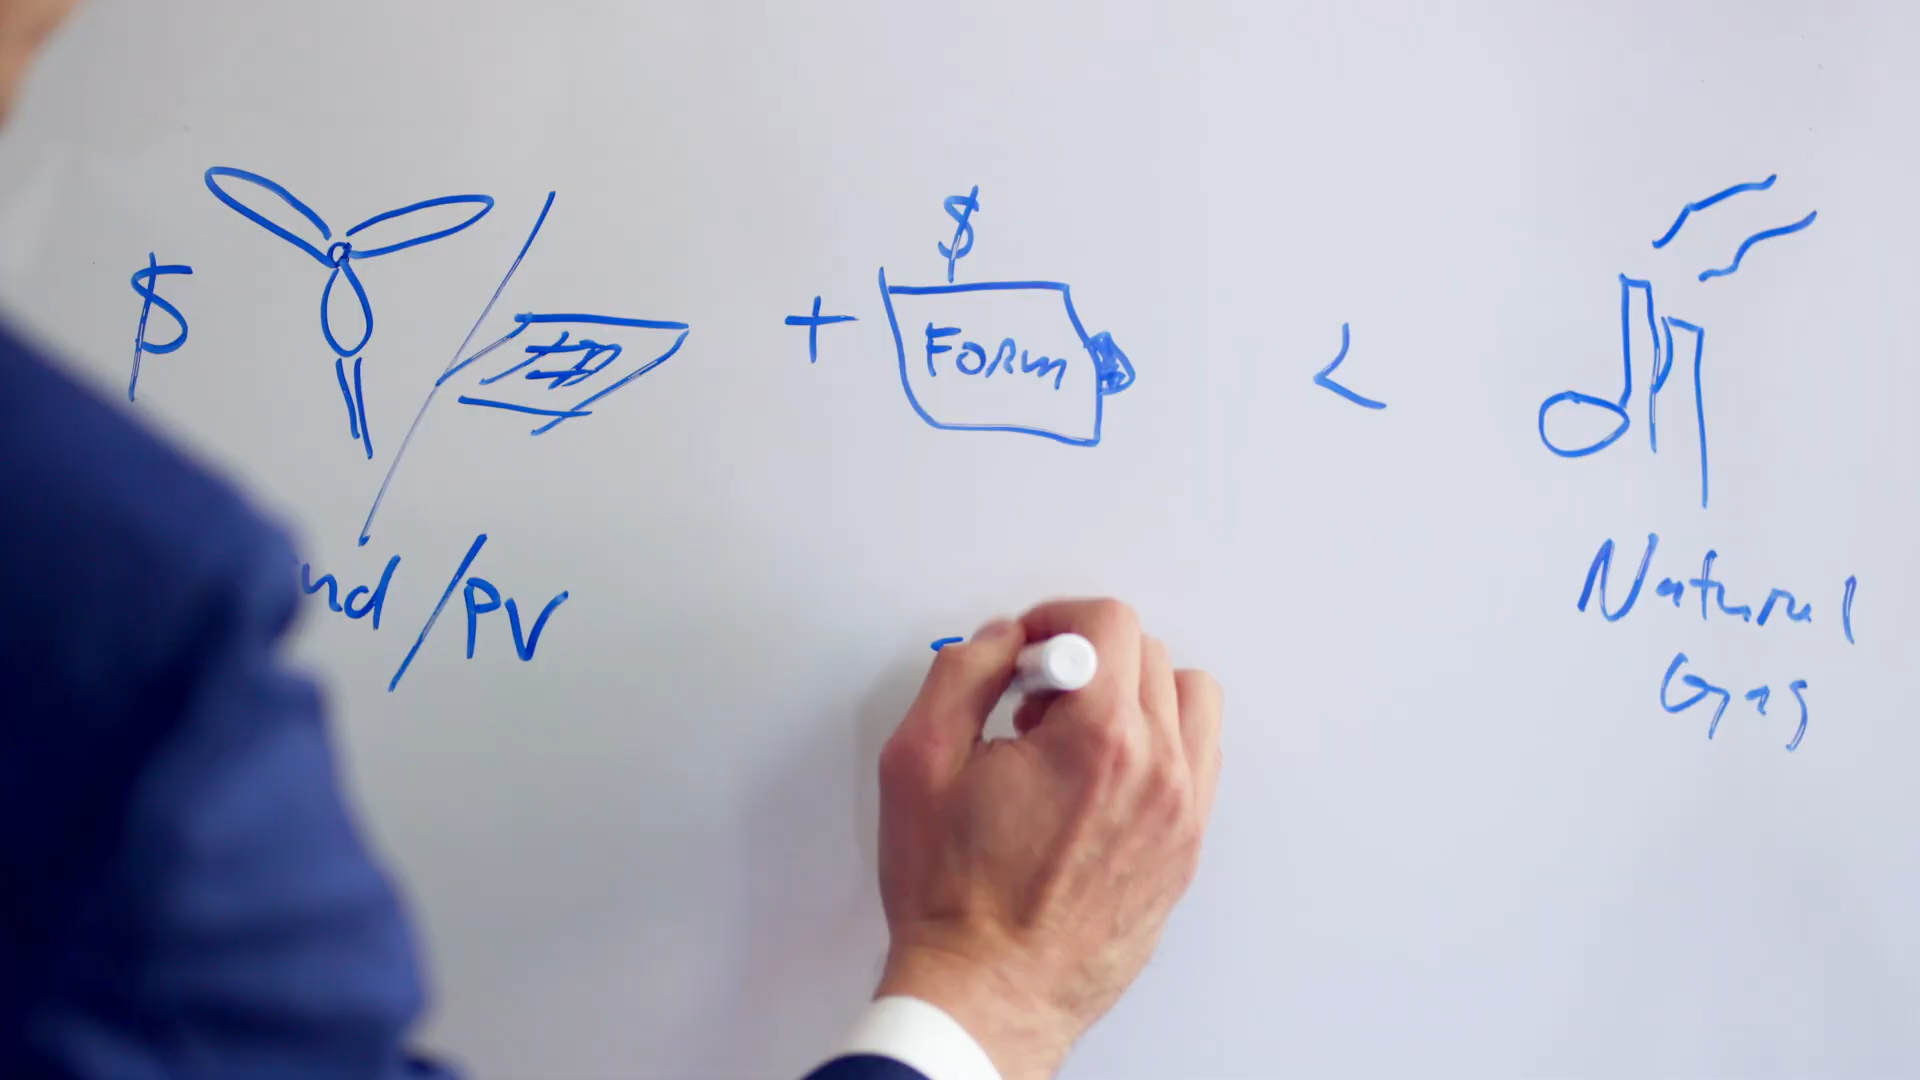 $
$
+
Form
<
nd/PV
Natural
Gas